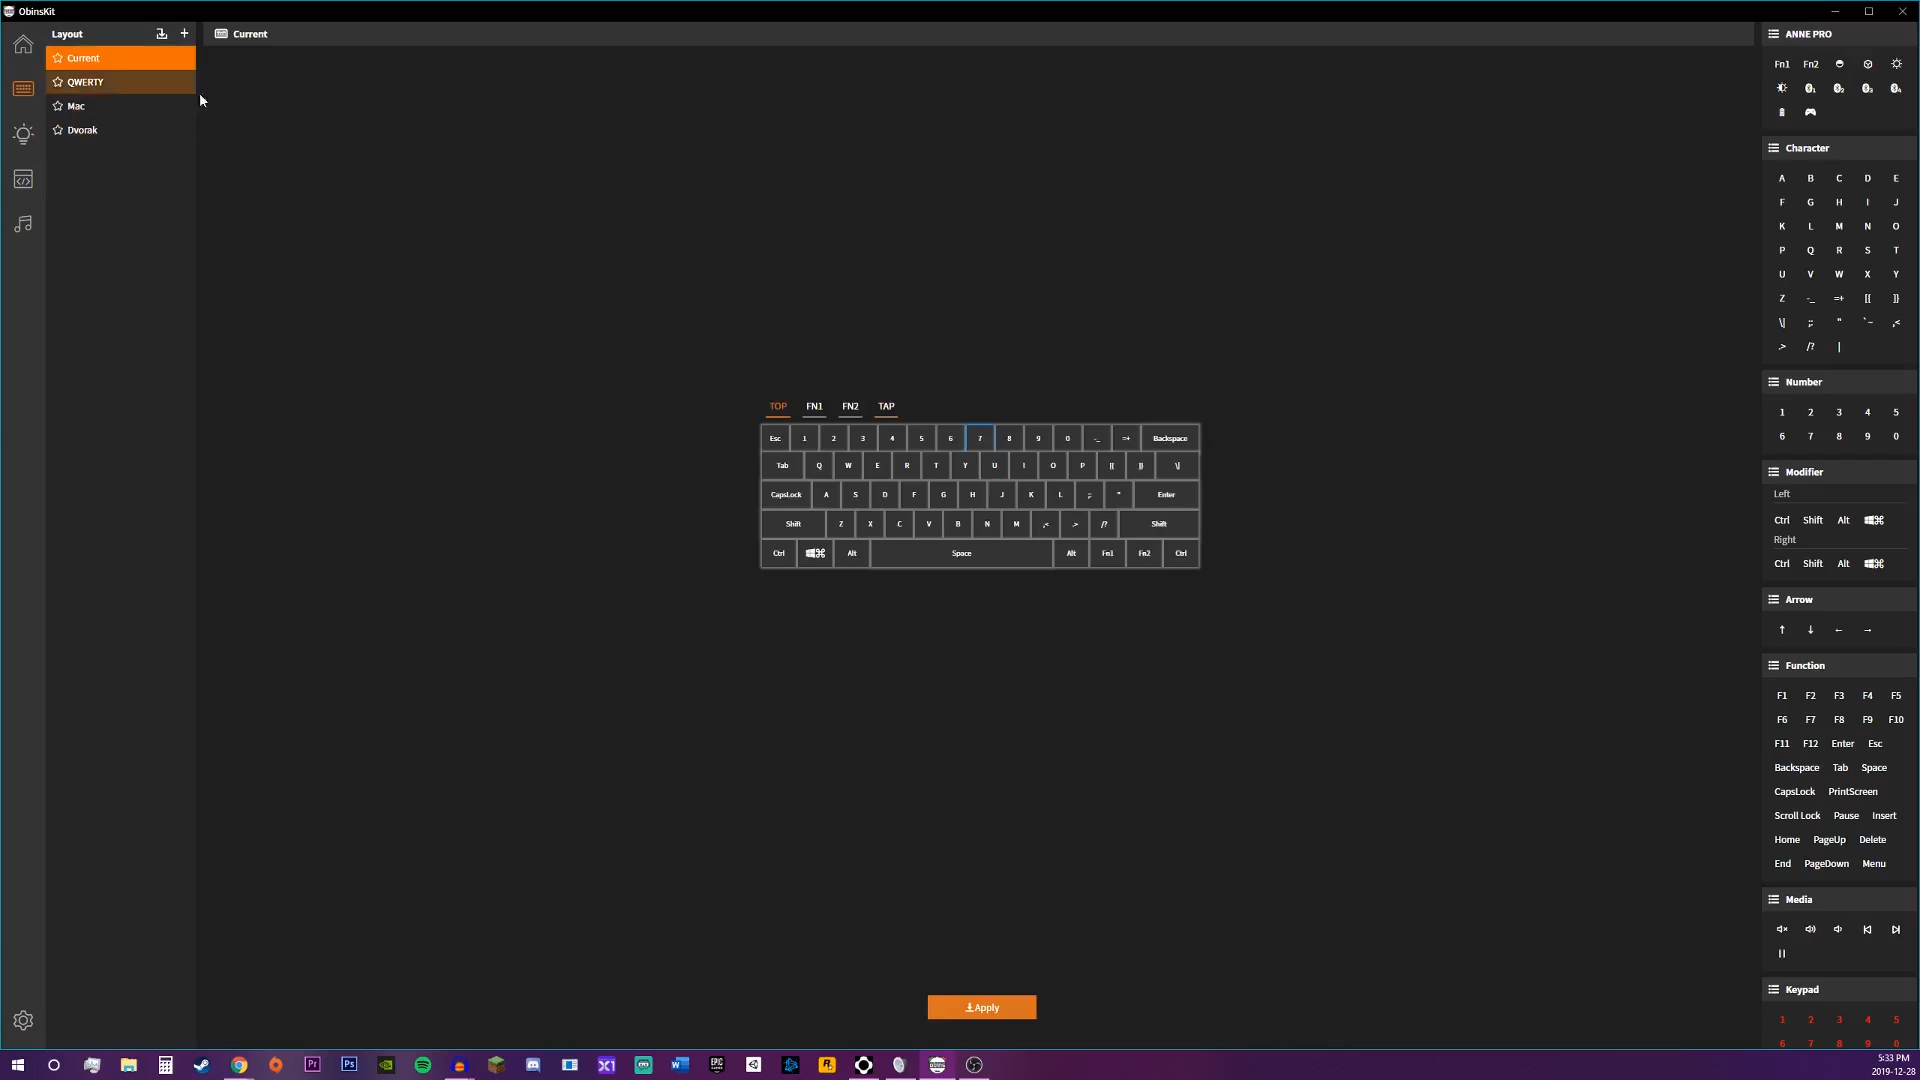 ObinsKit
Layout
Current
QWERTY
Mac
Dvorak
Current
TOP FN1 FN2 TAP
Esc 1 2 3 4 5 6 7 8 9 0 -_ =+ Backspace
Tab Q W E R T Y U I O P [{ ]} \|
CapsLock A S D F G H J K L ;: " Enter
Shift Z X C V B N M ,< .> /? Shift
Ctrl ⌘ Alt Space Alt Fn1 Fn2 Ctrl
Apply
ANNE PRO
Fn1 Fn2
Character
A B C D E
F G H I J
K L M N O
P Q R S T
U V W X Y
Z -_ =+ [{ ]}
\| ;: " `~ ,<
.> /? |
Number
1 2 3 4 5
6 7 8 9 0
Modifier
Left
Ctrl Shift Alt ⌘
Right
Ctrl Shift Alt ⌘
Arrow
↑ ↓ ← →
Function
F1 F2 F3 F4 F5
F6 F7 F8 F9 F10
F11 F12 Enter Esc
Backspace Tab Space
CapsLock PrintScreen
Scroll Lock Pause Insert
Home PageUp Delete
End PageDown Menu
Media
Keypad
1 2 3 4 5
6 7 8 9 0
5:33 PM
2019-12-28